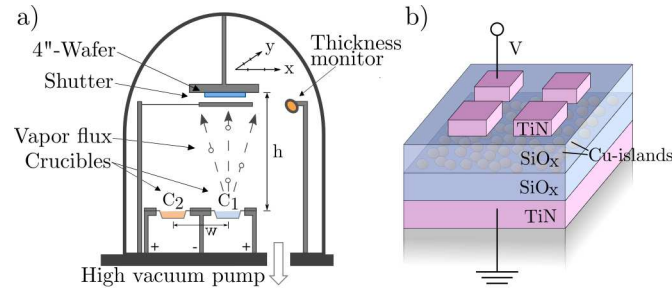 a)
4"-Wafer
Shutter
y
x
Thickness
monitor
Vapor flux
Crucibles
h
C2
C1
w
+
-
+
High vacuum pump
b)
V
TiN
SiOx
Cu-islands
SiOx
TiN